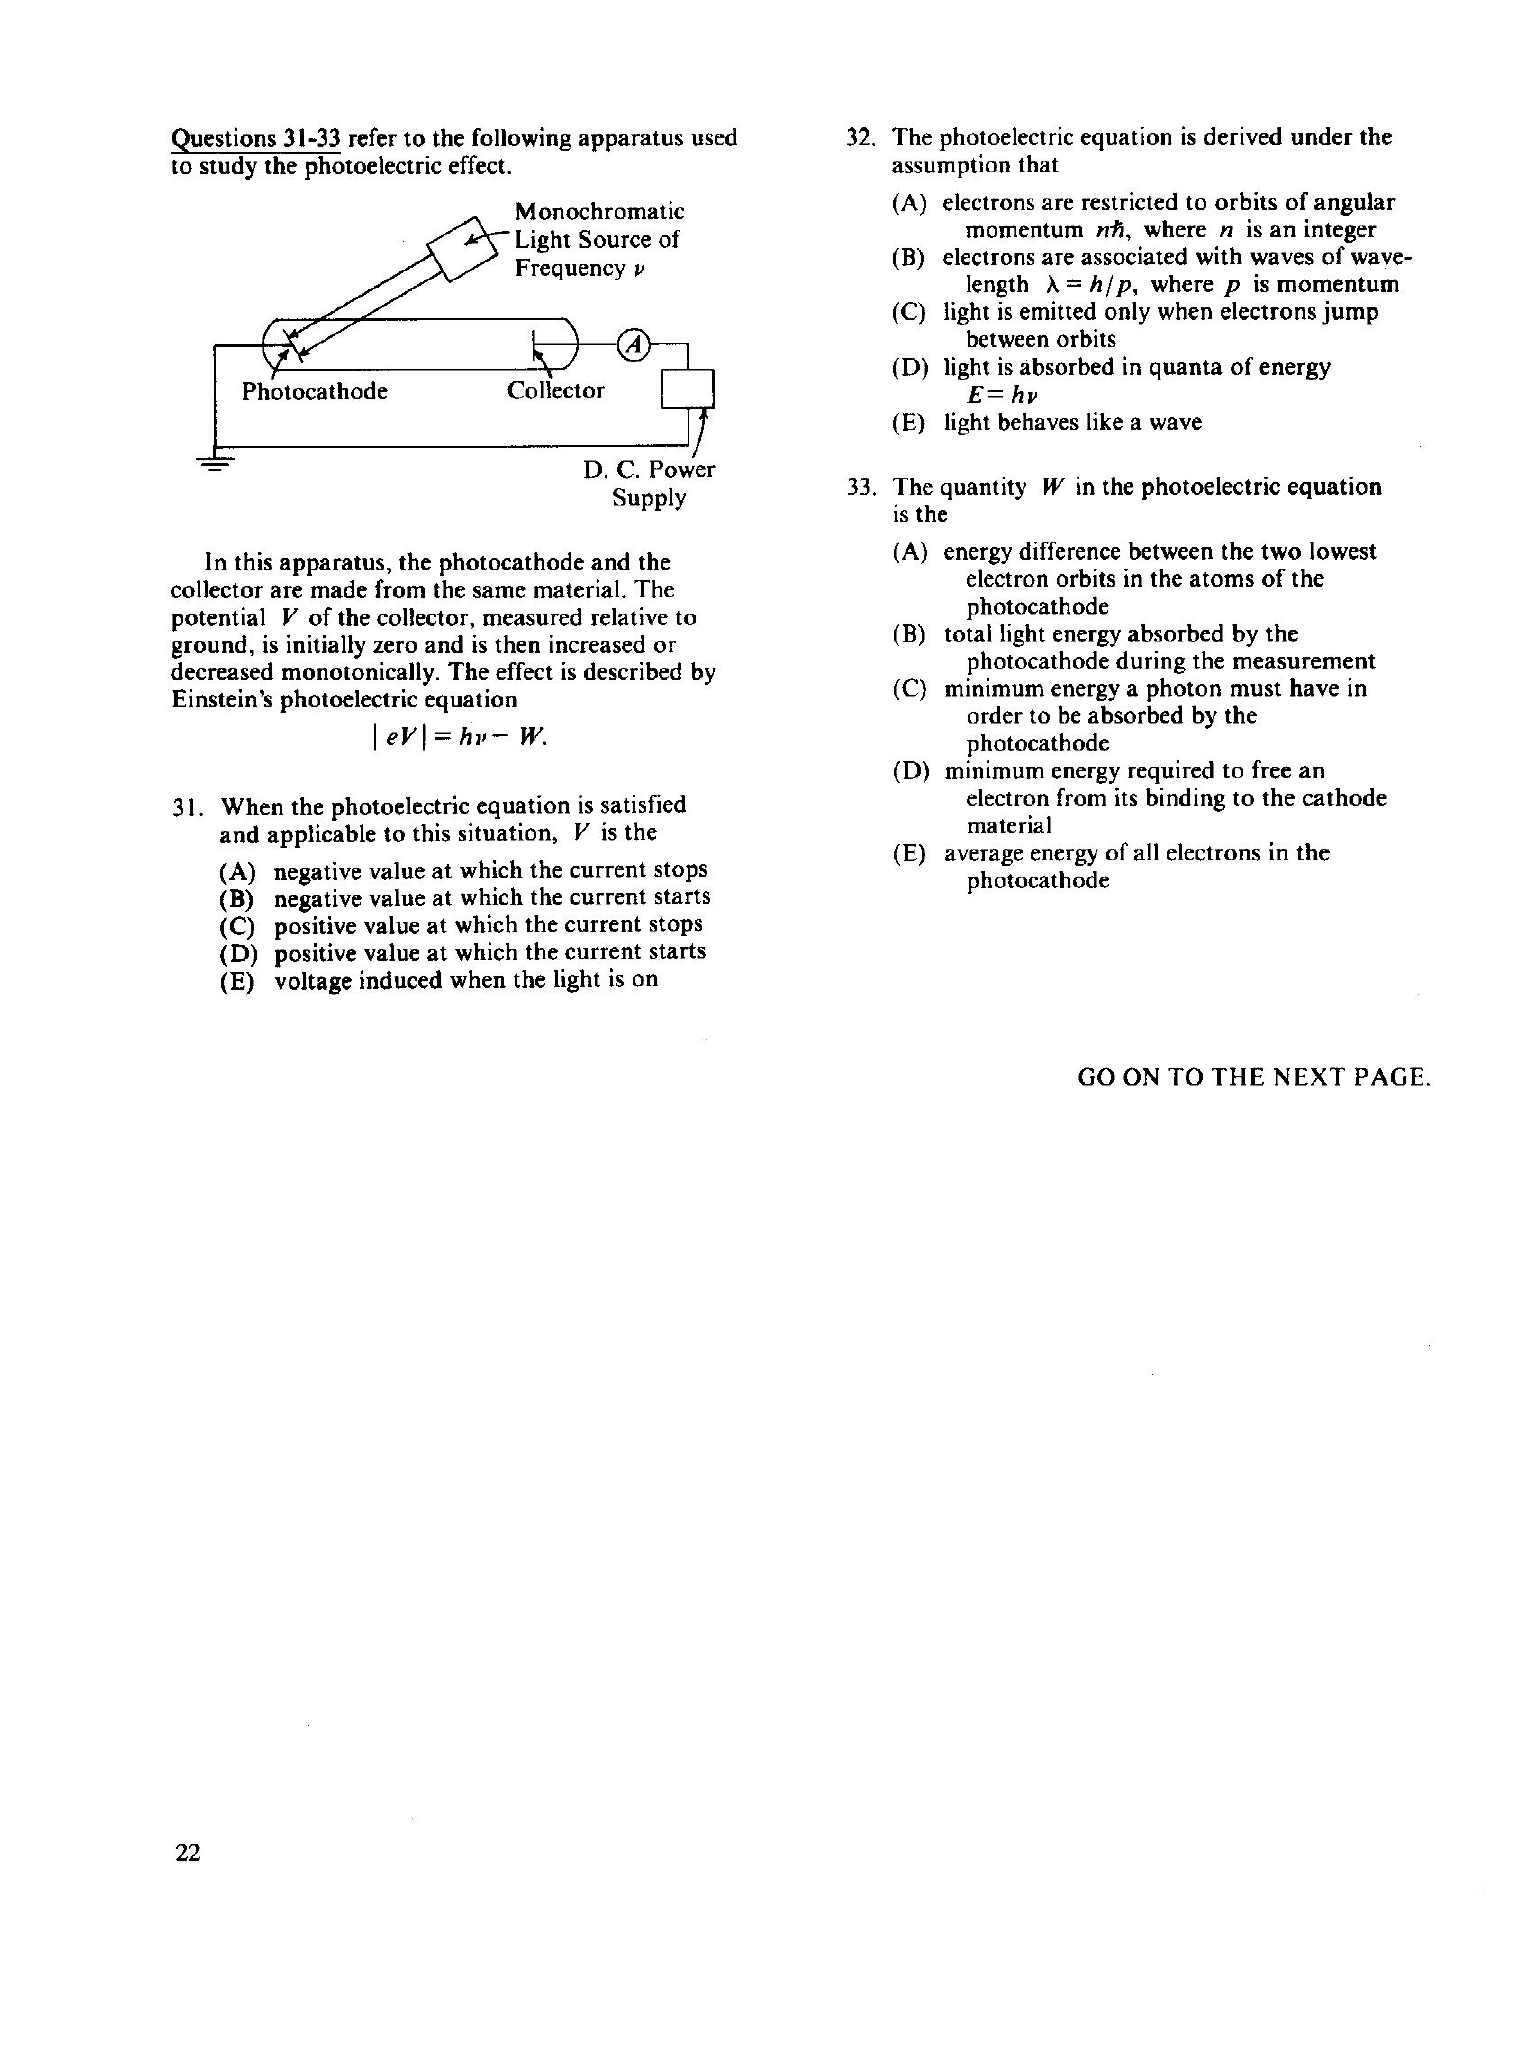 Questions 31-33 refer to the following apparatus used
to study the photoelectric effect.
Monochromatic
Light Source of
Frequency ν
A
Photocathode
Collector
D. C. Power
Supply
In this apparatus, the photocathode and the
collector are made from the same material. The
potential V of the collector, measured relative to
ground, is initially zero and is then increased or
decreased monotonically. The effect is described by
Einstein's photoelectric equation
| eV| = hν − W.
31. When the photoelectric equation is satisfied
and applicable to this situation, V is the
(A) negative value at which the current stops
(B) negative value at which the current starts
(C) positive value at which the current stops
(D) positive value at which the current starts
(E) voltage induced when the light is on
32. The photoelectric equation is derived under the
assumption that
(A) electrons are restricted to orbits of angular
momentum nℏ, where n is an integer
(B) electrons are associated with waves of wave-
length λ = h/p, where p is momentum
(C) light is emitted only when electrons jump
between orbits
(D) light is absorbed in quanta of energy
E = hν
(E) light behaves like a wave
33. The quantity W in the photoelectric equation
is the
(A) energy difference between the two lowest
electron orbits in the atoms of the
photocathode
(B) total light energy absorbed by the
photocathode during the measurement
(C) minimum energy a photon must have in
order to be absorbed by the
photocathode
(D) minimum energy required to free an
electron from its binding to the cathode
material
(E) average energy of all electrons in the
photocathode
GO ON TO THE NEXT PAGE.
22